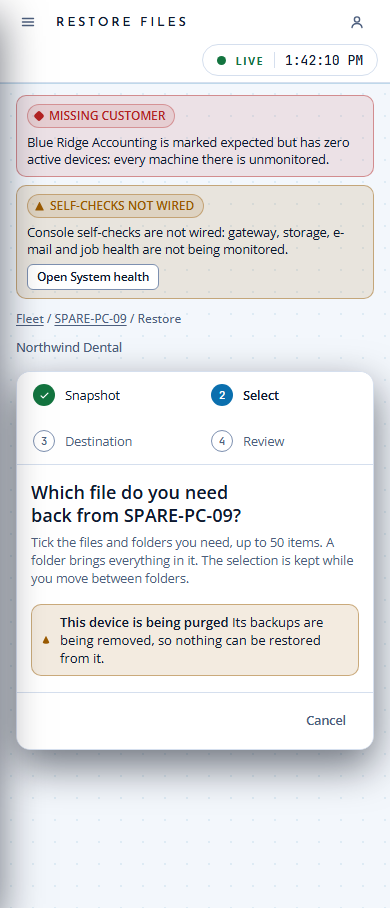 RESTORE FILES
LIVE 1:42:10 PM
MISSING CUSTOMER
Blue Ridge Accounting is marked expected but has zero
active devices: every machine there is unmonitored.
SELF-CHECKS NOT WIRED
Console self-checks are not wired: gateway, storage, e-
mail and job health are not being monitored.
Open System health
Fleet / SPARE-PC-09 / Restore
Northwind Dental
Snapshot
2 Select
3 Destination
4 Review
Which file do you need
back from SPARE-PC-09?
Tick the files and folders you need, up to 50 items. A
folder brings everything in it. The selection is kept while
you move between folders.
This device is being purged Its backups are
being removed, so nothing can be restored
from it.
Cancel